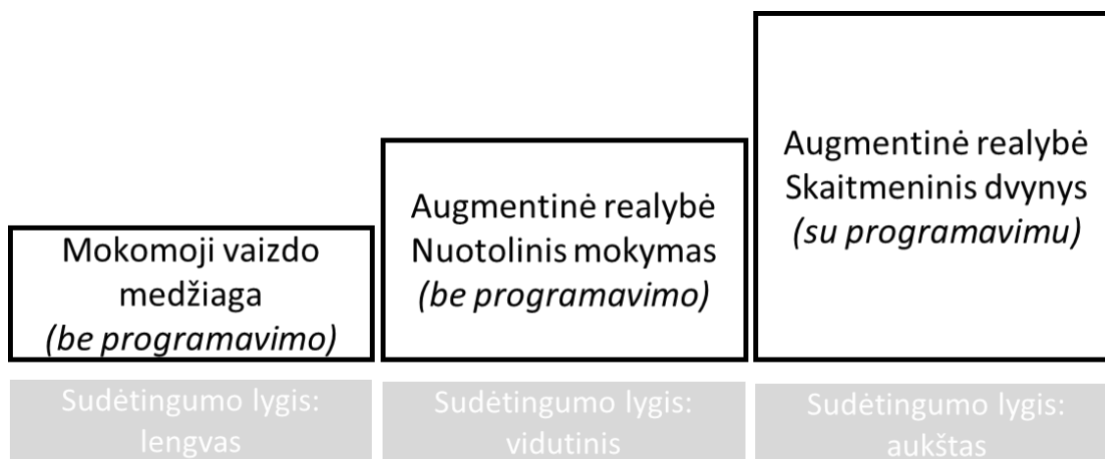 Mokomoji vaizdo
medžiaga
(be programavimo)
Augmentinė realybė
Nuotolinis mokymas
(be programavimo)
Augmentinė realybė
Skaitmeninis dvynys
(su programavimu)
Sudėtingumo lygis:
lengvas
Sudėtingumo lygis:
vidutinis
Sudėtingumo lygis:
aukštas